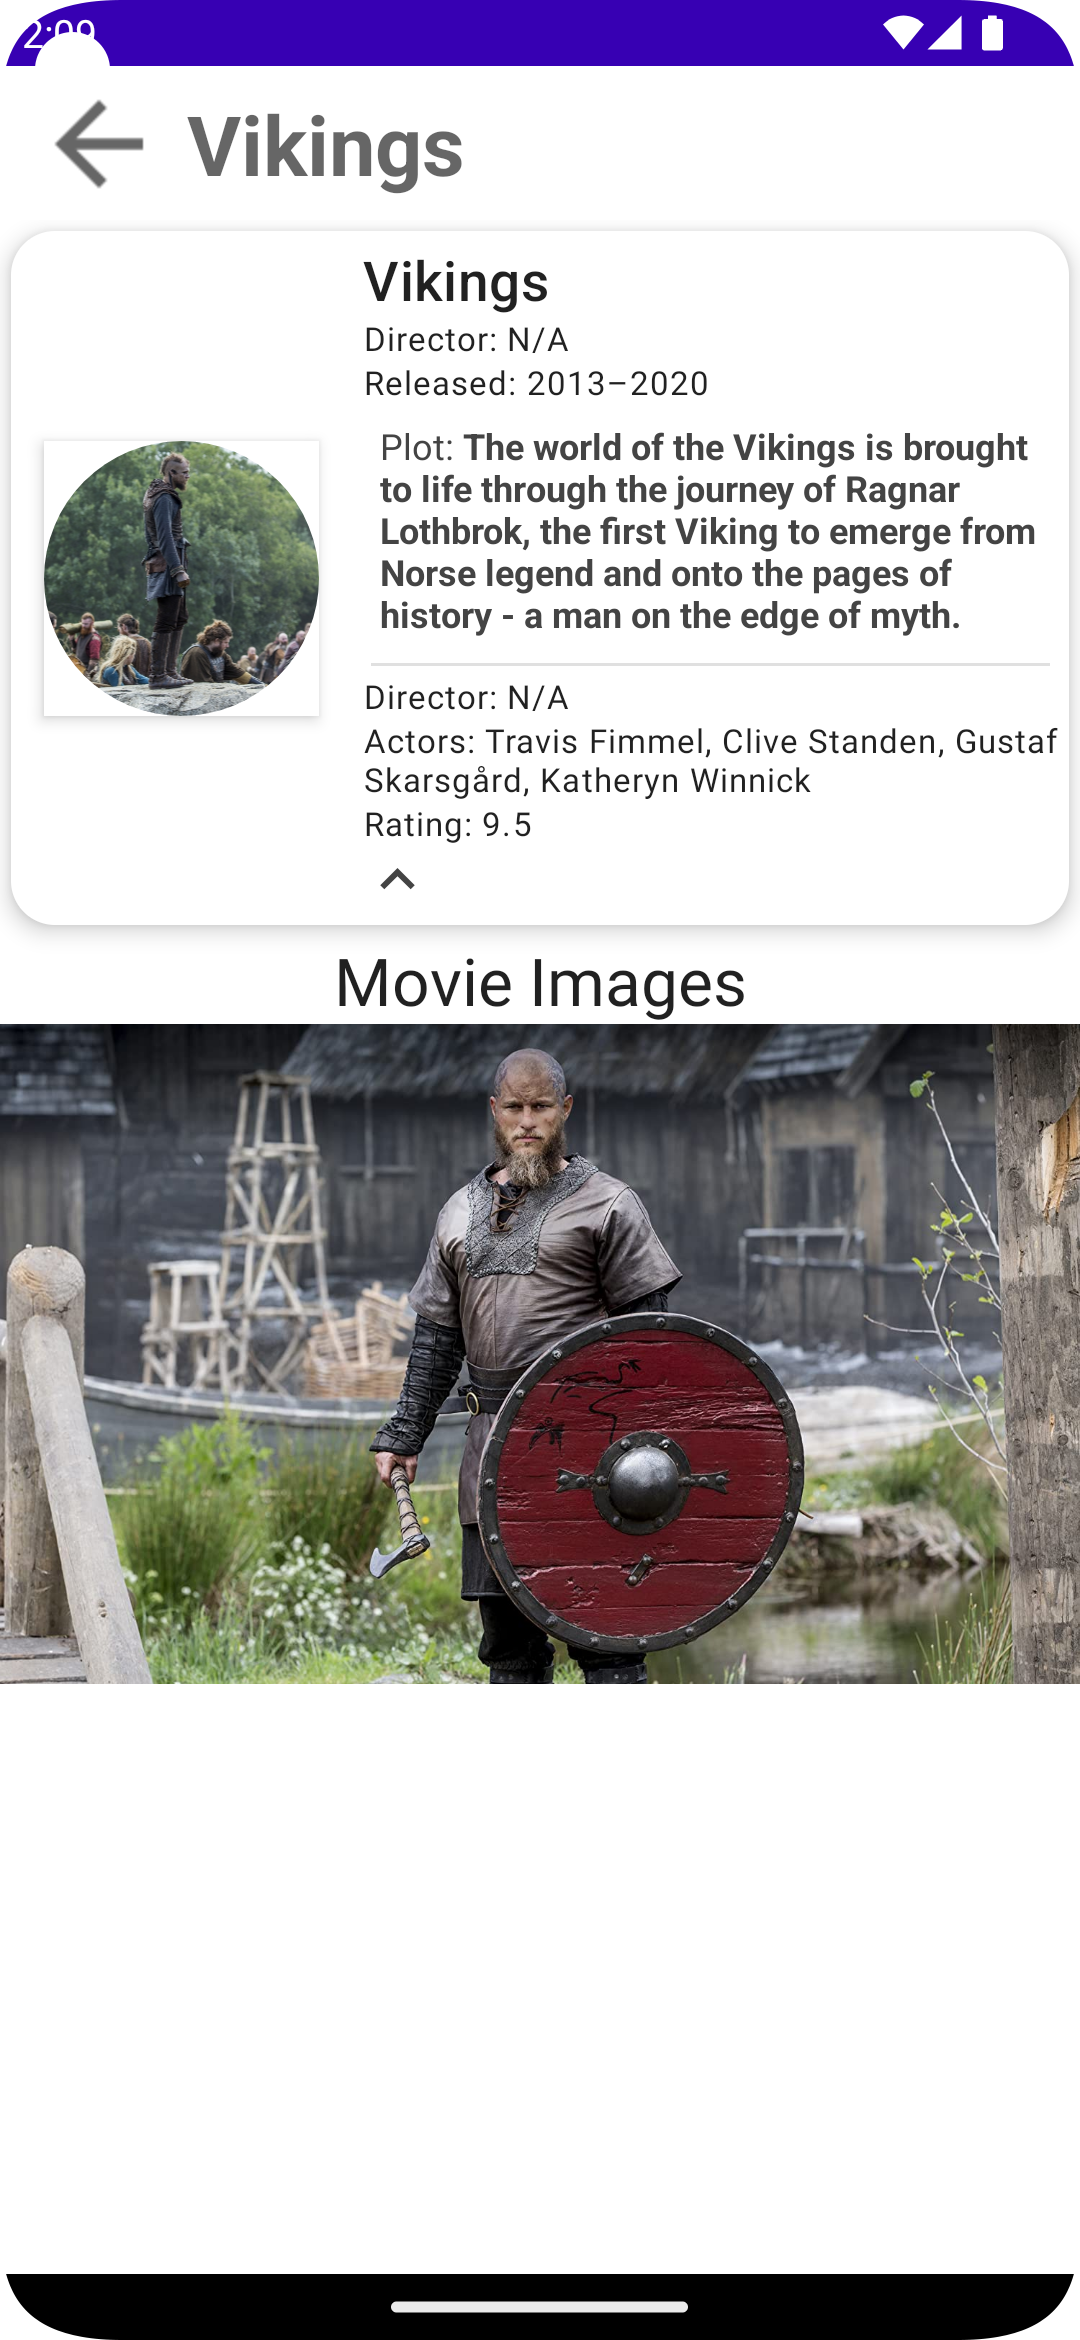 2:09
Vikings
Vikings
Director: N/A
Released: 2013–2020
Plot: The world of the Vikings is brought
to life through the journey of Ragnar
Lothbrok, the first Viking to emerge from
Norse legend and onto the pages of
history - a man on the edge of myth.
Director: N/A
Actors: Travis Fimmel, Clive Standen, Gustaf
Skarsgård, Katheryn Winnick
Rating: 9.5
Movie Images